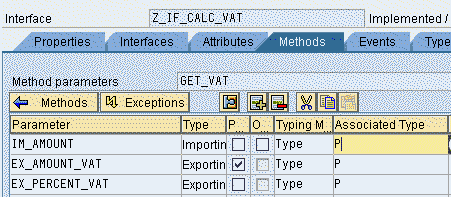 Interface Z_IF_CALC_VAT Implemented /
Properties Interfaces Attributes Methods Events Type
Method parameters GET_VAT
Methods Exceptions
Parameter Type P... O... Typing M... Associated Type
IM_AMOUNT Importin Type P
EX_AMOUNT_VAT Exportin Type P
EX_PERCENT_VAT Exportin Type P